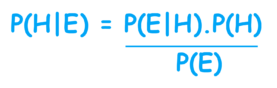 P(H|E) = P(E|H).P(H)
P(E)